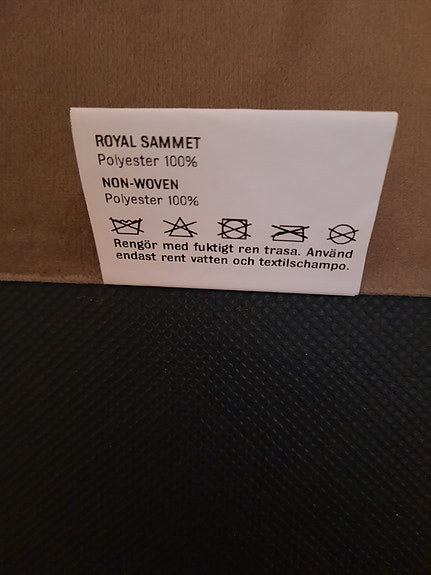 ROYAL SAMMET
Polyester 100%
NON-WOVEN
Polyester 100%
Rengör med fuktigt ren trasa. Använd
endast rent vatten och textilschampo.